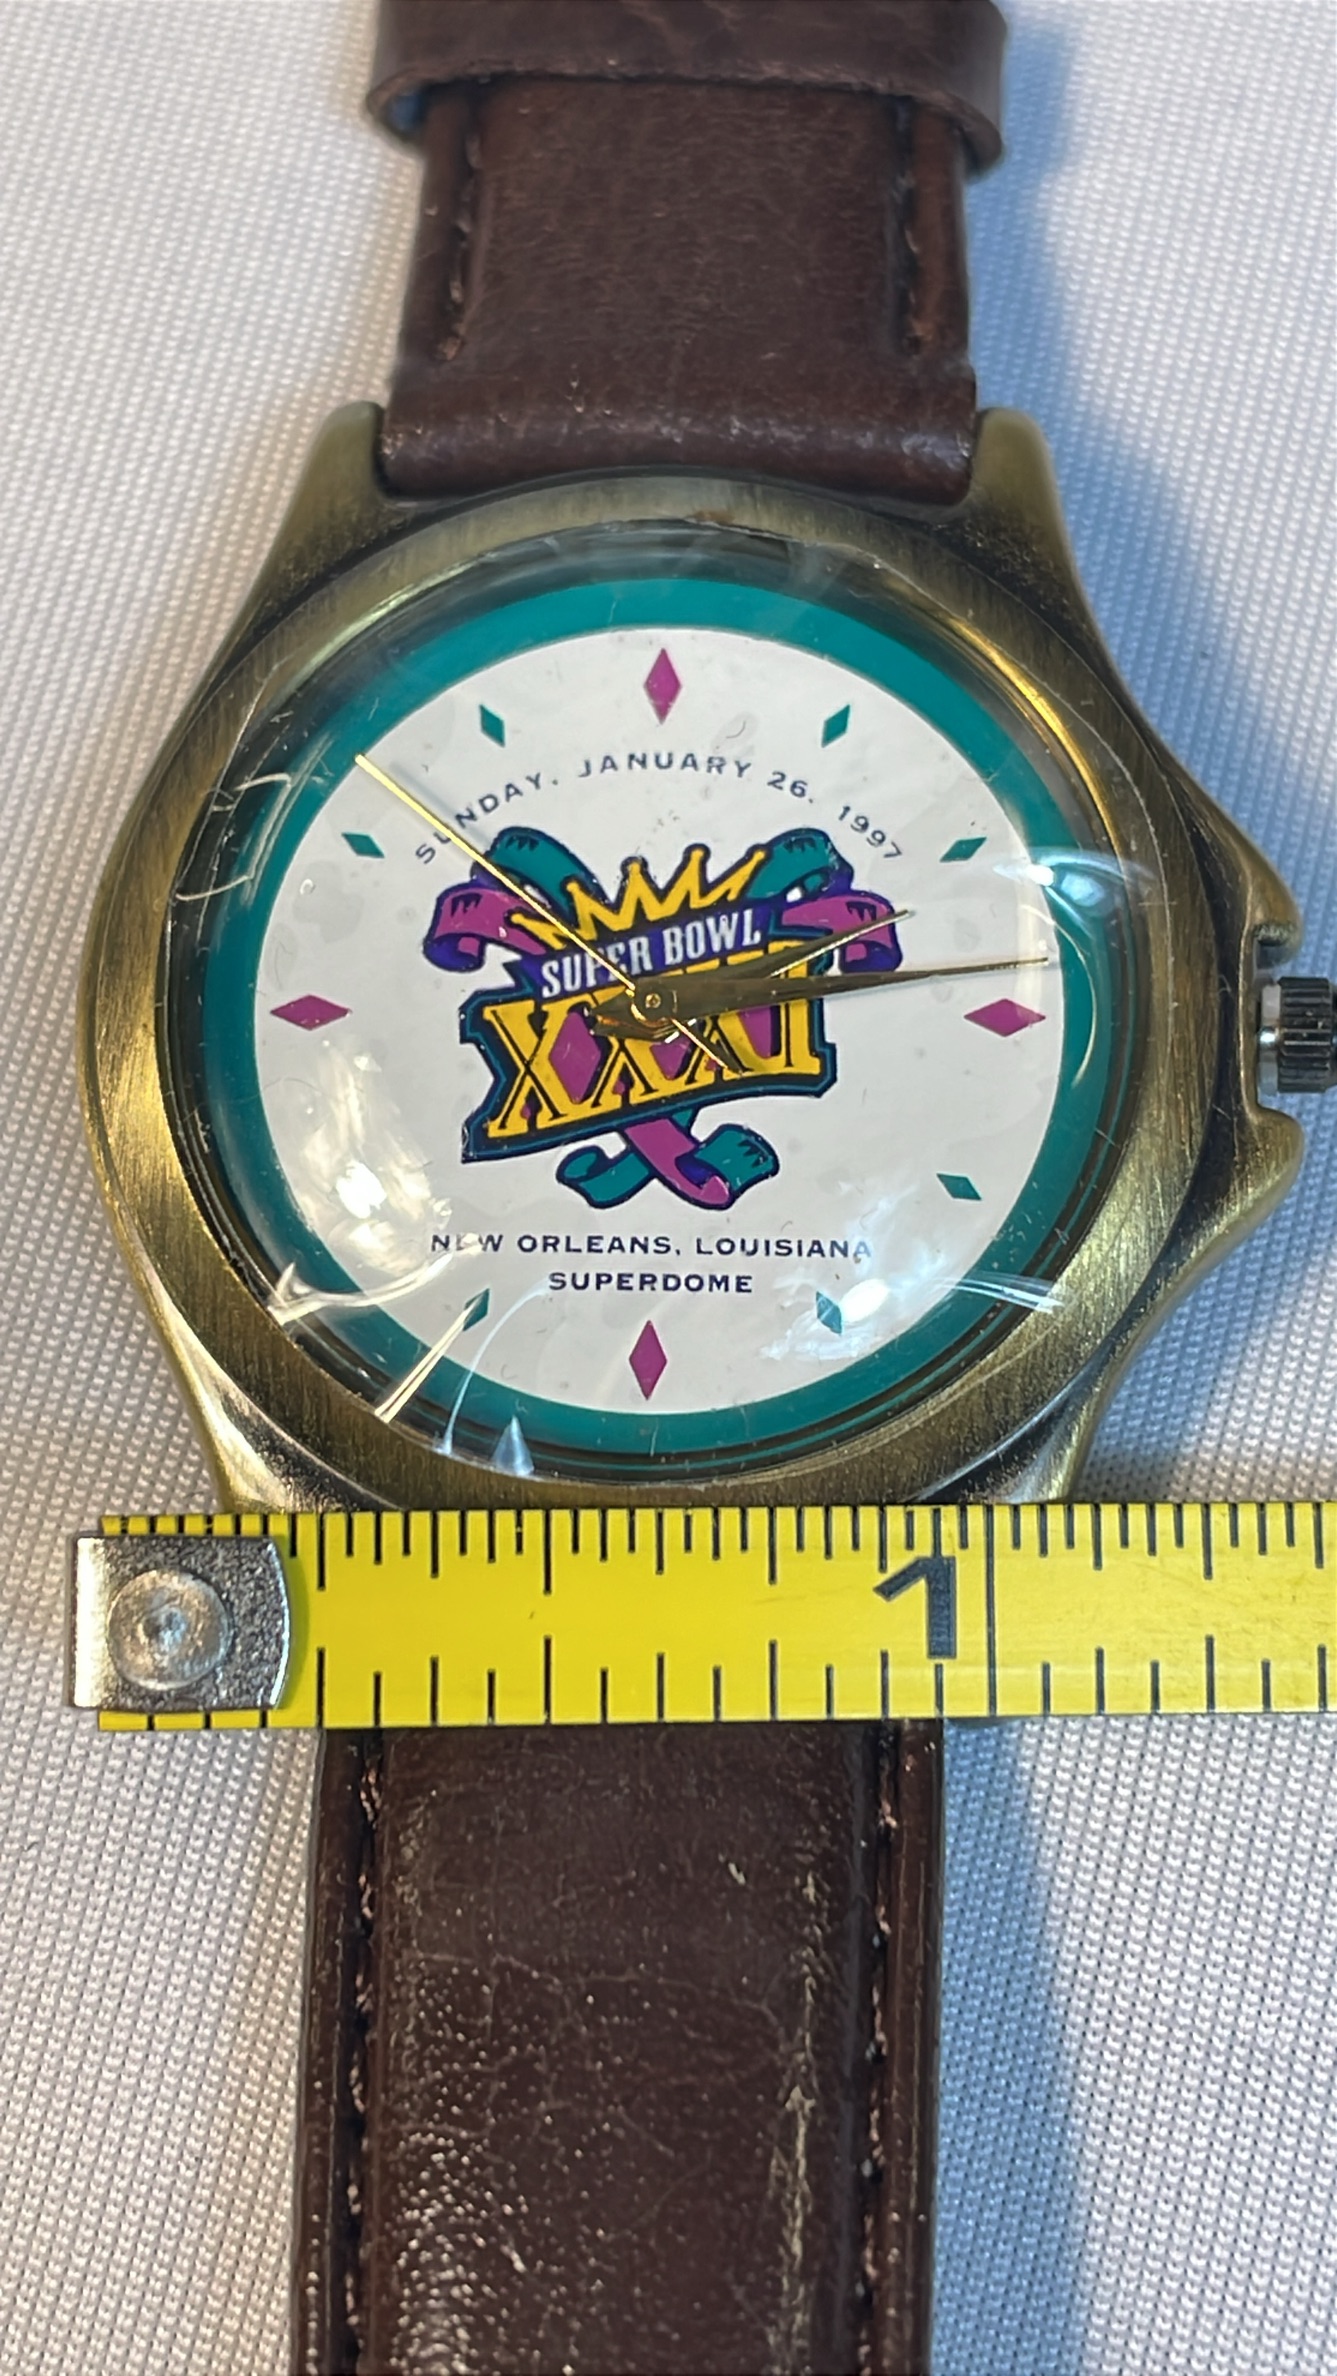 SUNDAY, JANUARY 26, 1997
SUPER BOWL
XXXI
NEW ORLEANS, LOUISIANA
SUPERDOME
1